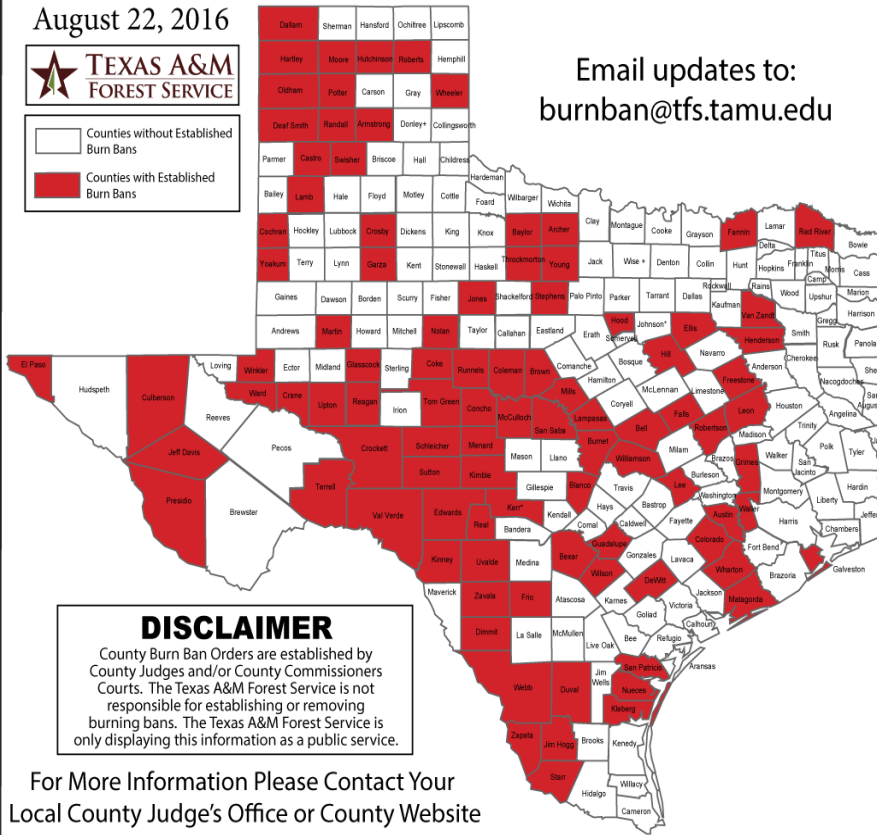 August 22, 2016
TEXAS A&M
FOREST SERVICE
Counties without Established
Burn Bans
Counties with Established
Burn Bans
Email updates to:
burnban@tfs.tamu.edu
Dallam Sherman Hansford Ochiltree Lipscomb
Hartley Moore Hutchinson Roberts Hemphill
Oldham Potter Carson Gray Wheeler
Deaf Smith Randall Armstrong Donley+ Collingsworth
Parmer Castro Swisher Briscoe Hall Childress
Hardeman
Bailey Lamb Hale Floyd Motley Cottle Foard Wilbarger Wichita
Clay Montague Cooke Grayson Fannin Lamar Red River Bowie
Cochran Hockley Lubbock Crosby Dickens King Knox Baylor Archer
Delta Titus
Yoakum Terry Lynn Garza Kent Stonewall Haskell Throckmorton Young Jack Wise + Denton Collin Hunt Hopkins Franklin Morris Cass
Camp
Rockwall Rains
Gaines Dawson Borden Scurry Fisher Jones Shackelford Stephens Palo Pinto Parker Tarrant Dallas Kaufman Wood Upshur Marion
Van Zandt Gregg Harrison
Andrews Martin Howard Mitchell Nolan Taylor Callahan Eastland Erath Hood Johnson* Ellis
Somervell Henderson Smith Rusk Panola
El Paso Hudspeth Culberson Loving Winkler Ector Midland Glasscock Sterling Coke Runnels Coleman Brown Comanche Bosque Hill Navarro Anderson Cherokee She
Hamilton Freestone Nacogdoches
Reeves Ward Crane Upton Reagan Irion Tom Green Concho McCulloch San Saba Mills Coryell McLennan Limestone Leon Houston Angelina San
Augus
Lampasas Bell Falls Robertson Madison Trinity
Jeff Davis Pecos Crockett Schleicher Menard Mason Llano Burnet Williamson Milam Brazos Grimes Walker Polk Tyler
San
Jacinto
Presidio Brewster Terrell Sutton Kimble Gillespie Blanco Travis Lee Burleson Washington Montgomery Liberty Hardin
Val Verde Edwards Kerr* Kendall Hays Bastrop Austin Waller Harris Jeffe
Real Bandera Comal Caldwell Fayette Colorado Fort Bend Chambers
Kinney Uvalde Medina Bexar Guadalupe Gonzales Lavaca Wharton Brazoria Galveston
Maverick Zavala Frio Atascosa Wilson Karnes DeWitt Jackson Matagorda
Victoria
Goliad Calhoun
Dimmit La Salle McMullen Live Oak Bee Refugio
Aransas
Webb Duval Jim
Wells San Patricio
Nueces
Kleberg
Zapata Jim Hogg Brooks Kenedy
Starr Hidalgo Willacy
Cameron
DISCLAIMER
County Burn Ban Orders are established by
County Judges and/or County Commissioners
Courts. The Texas A&M Forest Service is not
responsible for establishing or removing
burning bans. The Texas A&M Forest Service is
only displaying this information as a public service.
For More Information Please Contact Your
Local County Judge's Office or County Website